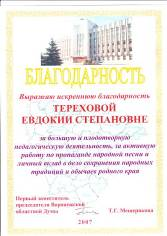 БЛАГОДАРНОСТЬ
Выражаю искреннюю благодарность
ТЕРЕХОВОЙ
ЕВДОКИИ СТЕПАНОВНЕ
за большую и плодотворную
педагогическую деятельность, за активную
работу по пропаганде народной песни и
личный вклад в дело сохранения народных
традиций и обычаев родного края
Первый заместитель
председателя Воронежской
областной Думы
Т.Г. Мещерякова
2007